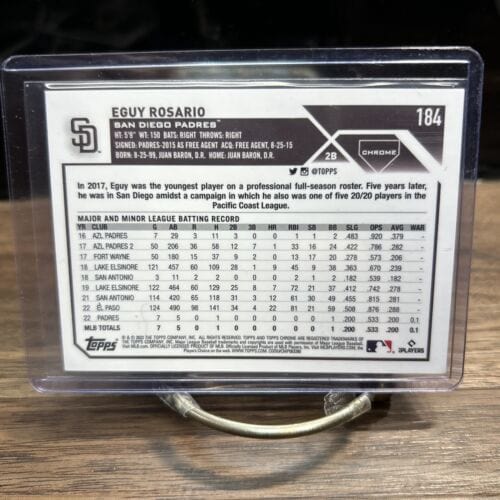 EGUY ROSARIO
184
SD
SAN DIEGO PADRES™
HT: 5'8" WT: 150 BATS: RIGHT THROWS: RIGHT
SIGNED: PADRES-2015 AS FREE AGENT ACQ: FREE AGENT, 8-25-15
BORN: 8-25-99, JUAN BARON, D.R. HOME: JUAN BARON, D.R.
2B
CHROME
@TOPPS
In 2017, Eguy was the youngest player on a professional full-season roster. Five years later,
he was in San Diego amidst a campaign in which he also was one of five 20/20 players in the
Pacific Coast League.
MAJOR AND MINOR LEAGUE BATTING RECORD
YR CLUB G AB R H 2B 3B HR RBI SB BB SLG OPS AVG WAR
16 AZL PADRES 7 29 3 11 3 0 0 1 1 2 .483 .920 .379 -
17 AZL PADRES 2 50 206 36 58 12 7 1 33 16 24 .422 .786 .282 -
17 FORT WAYNE 50 180 15 37 9 2 0 13 17 20 .278 .573 .206 -
18 LAKE ELSINORE 121 457 60 109 28 1 9 45 9 38 .363 .670 .239 -
18 SAN ANTONIO 3 11 2 2 0 0 0 0 0 2 .182 .539 .182 -
19 LAKE ELSINORE 122 464 60 129 25 8 7 72 21 37 .412 .743 .278 -
21 SAN ANTONIO 114 420 65 118 31 3 12 61 30 49 .455 .815 .281 -
22 EL PASO 124 490 98 141 34 4 22 81 21 59 .508 .876 .288 -
22 PADRES 7 5 0 1 0 0 0 0 0 1 .200 .533 .200 0.1
MLB TOTALS 7 5 0 1 0 0 0 0 0 1 .200 .533 .200 0.1
topps
PLAYERS